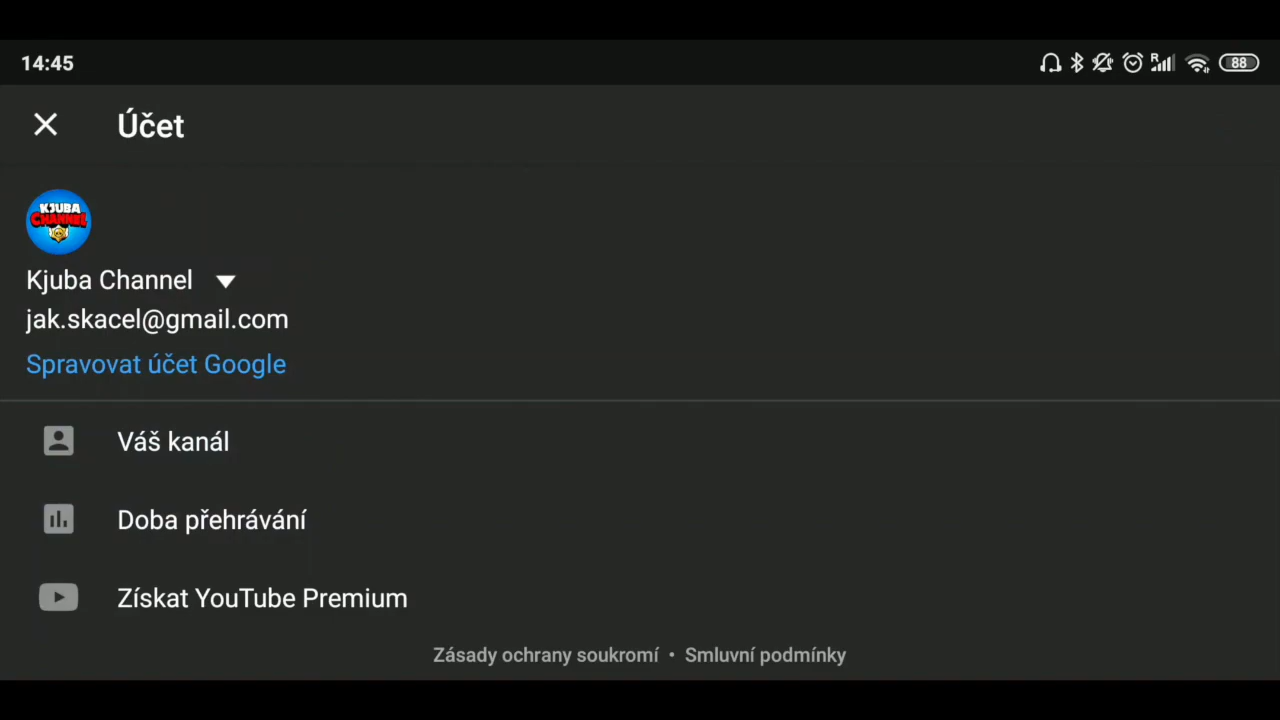 14:45
R 88
Účet
KJUBA
CHANNEL
Kjuba Channel
jak.skacel@gmail.com
Spravovat účet Google
Váš kanál
Doba přehrávání
Získat YouTube Premium
Zásady ochrany soukromí • Smluvní podmínky